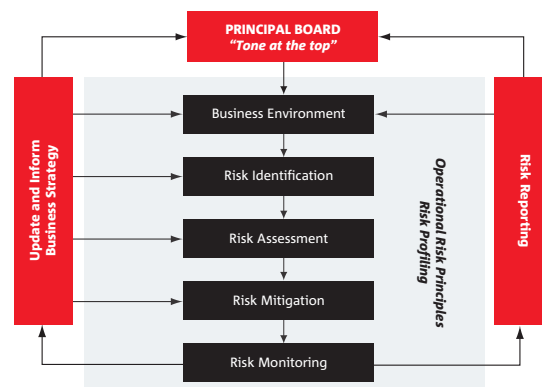 PRINCIPAL BOARD
"Tone at the top"
Business Environment
Risk Identification
Risk Assessment
Risk Mitigation
Risk Monitoring
Update and Inform
Business Strategy
Operational Risk Principles
Risk Profiling
Risk Reporting